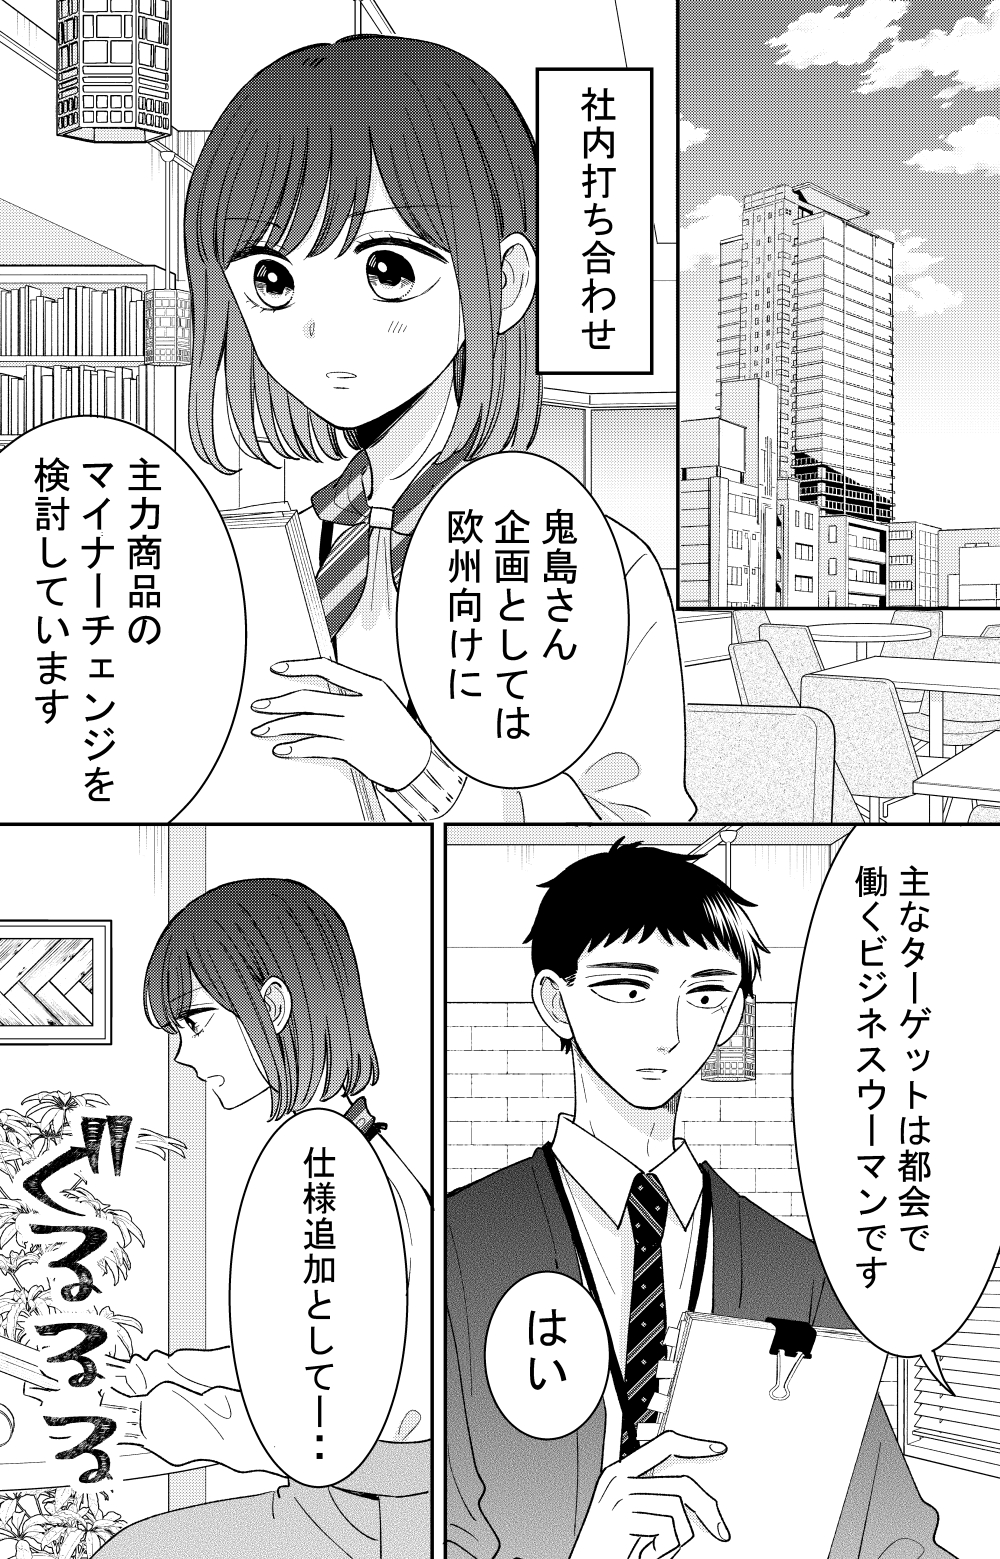 社内打ち合わせ
鬼島さん
企画としては
欧州向けに
主力商品の
マイナーチェンジを
検討しています
主なターゲットは都会で
働くビジネスウーマンです
はい
仕様追加としてー‥
ぐるるる